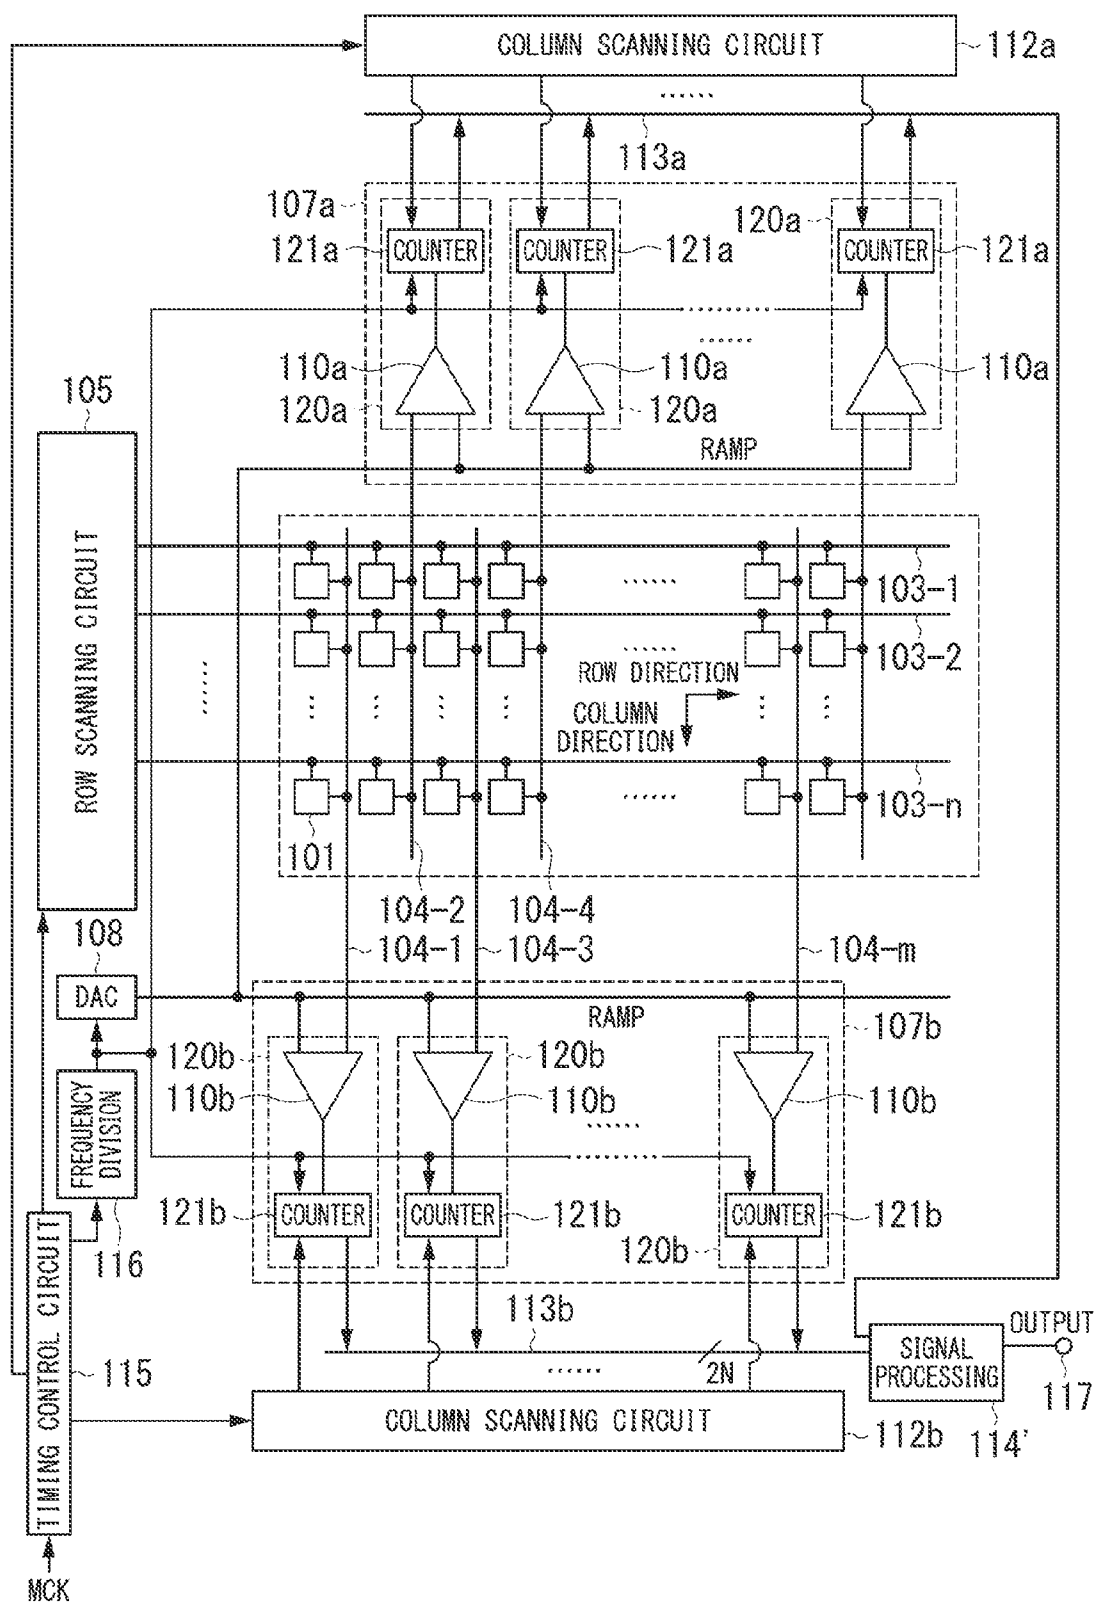 COLUMN SCANNING CIRCUIT
112a
......
113a
107a
120a
121a
COUNTER
COUNTER
121a
COUNTER
121a
..........
......
110a
110a
110a
120a
120a
RAMP
105
ROW SCANNING CIRCUIT
......
......
103-1
......
103-2
ROW DIRECTION
COLUMN
DIRECTION
......
103-n
101
104-2
104-4
104-1
104-3
104-m
108
DAC
RAMP
107b
120b
120b
110b
110b
110b
......
FREQUENCY
DIVISION
..........
121b
COUNTER
COUNTER
121b
COUNTER
121b
120b
116
113b
2N
......
SIGNAL
PROCESSING
OUTPUT
117
114'
TIMING CONTROL CIRCUIT
115
COLUMN SCANNING CIRCUIT
112b
MCK